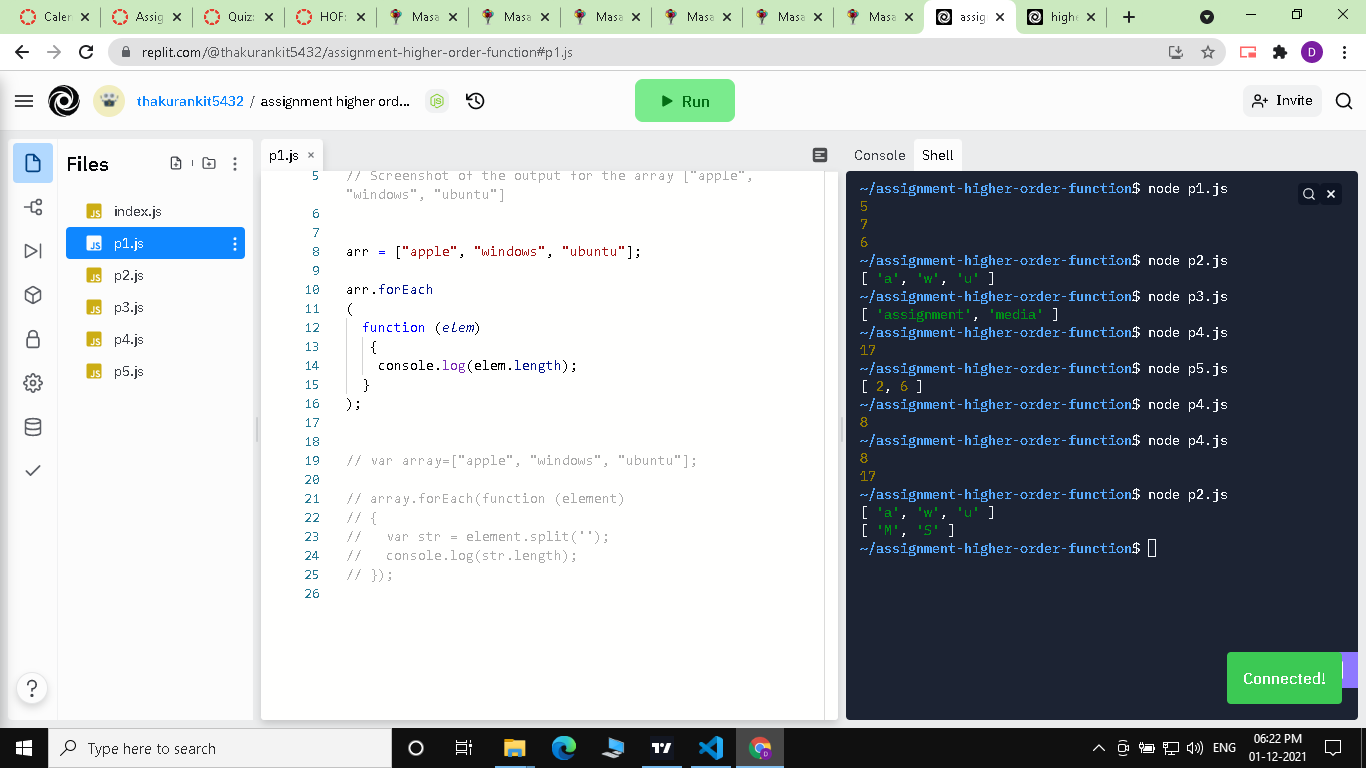 Calen
Assig
Quiz:
HOF:
Masa
Masa
Masa
Masa
Masa
Masa
assig
highe
replit.com/@thakurankit5432/assignment-higher-order-function#p1.js
D
thakurankit5432 / assignment higher ord...
Run
Invite
Files
index.js
p1.js
p2.js
p3.js
p4.js
p5.js
p1.js
5 // Screenshot of the output for the array ["apple",
"windows", "ubuntu"]
6
7
8 arr = ["apple", "windows", "ubuntu"];
9
10 arr.forEach
11 (
12 function (elem)
13 {
14 console.log(elem.length);
15 }
16 );
17
18
19 // var array=["apple", "windows", "ubuntu"];
20
21 // array.forEach(function (element)
22 // {
23 // var str = element.split('');
24 // console.log(str.length);
25 // });
26
Console Shell
~/assignment-higher-order-function$ node p1.js
5
7
6
~/assignment-higher-order-function$ node p2.js
[ 'a', 'w', 'u' ]
~/assignment-higher-order-function$ node p3.js
[ 'assignment', 'media' ]
~/assignment-higher-order-function$ node p4.js
17
~/assignment-higher-order-function$ node p5.js
[ 2, 6 ]
~/assignment-higher-order-function$ node p4.js
8
~/assignment-higher-order-function$ node p4.js
8
17
~/assignment-higher-order-function$ node p2.js
[ 'a', 'w', 'u' ]
[ 'M', 'S' ]
~/assignment-higher-order-function$
Connected!
?
Type here to search
ENG
06:22 PM
01-12-2021